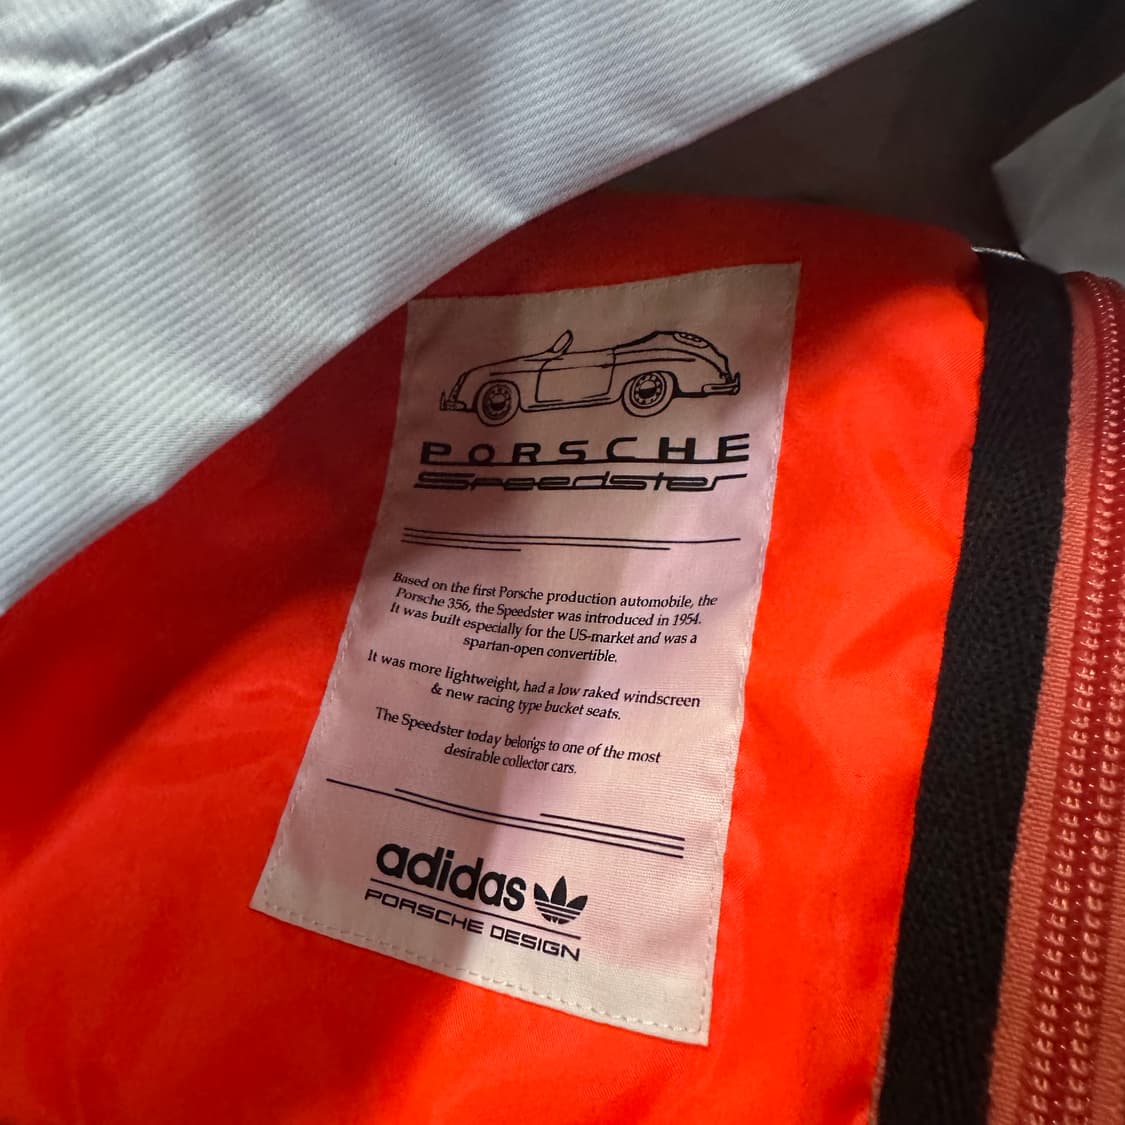 PORSCHE
Speedster
Based on the first Porsche production automobile, the
Porsche 356, the Speedster was introduced in 1954.
It was built especially for the US-market and was a
spartan-open convertible.
It was more lightweight, had a low raked windscreen
& new racing type bucket seats.
The Speedster today belongs to one of the most
desirable collector cars.
adidas
PORSCHE DESIGN